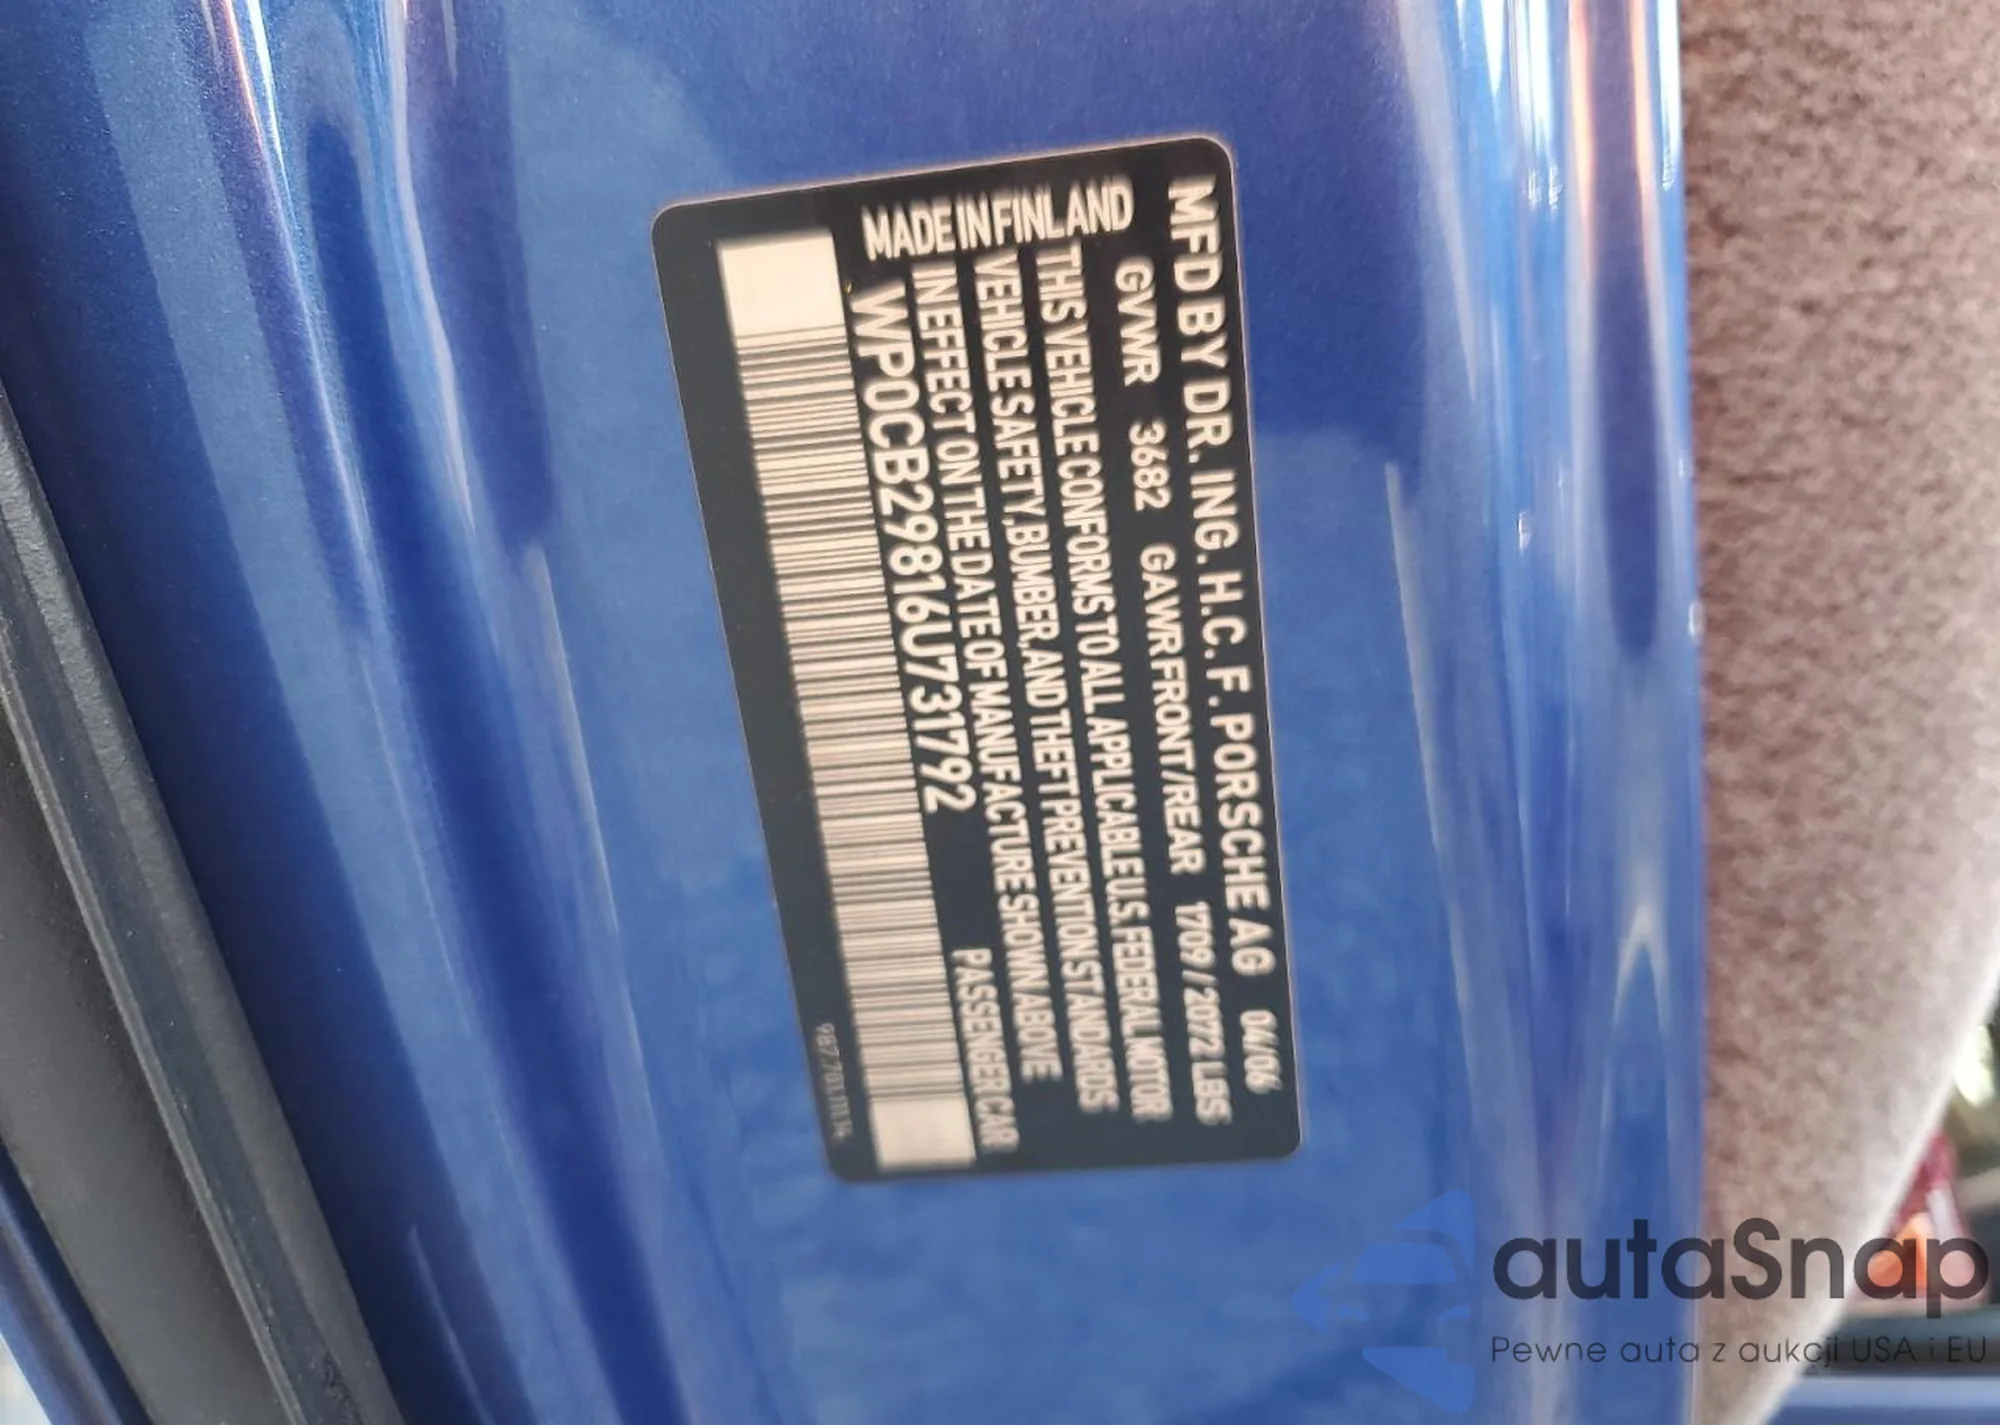 MFD BY DR. ING. H.C. F. PORSCHE AG 04/06
GVWR 3682 GAWR FRONT/REAR 1709/2072 LBS
THIS VEHICLE CONFORMS TO ALL APPLICABLE U.S. FEDERAL MOTOR
VEHICLE SAFETY, BUMBER, AND THEFT PREVENTION STANDARDS
IN EFFECT ON THE DATE OF MANUFACTURE SHOWN ABOVE
MADE IN FINLAND
WP0CB29816U731792 PASSENGER CAR
autaSnap
Pewne auta z aukcji USA i EU